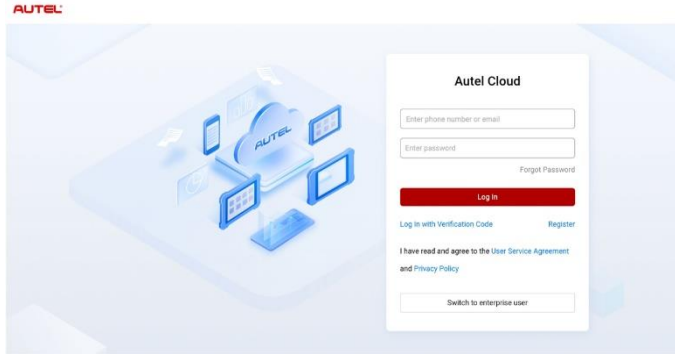 AUTEL
Autel Cloud
AUTEL
Enter phone number or email
Enter password
Forgot Password
Log In
Log in with Verification Code Register
I have read and agree to the User Service Agreement
and Privacy Policy
Switch to enterprise user